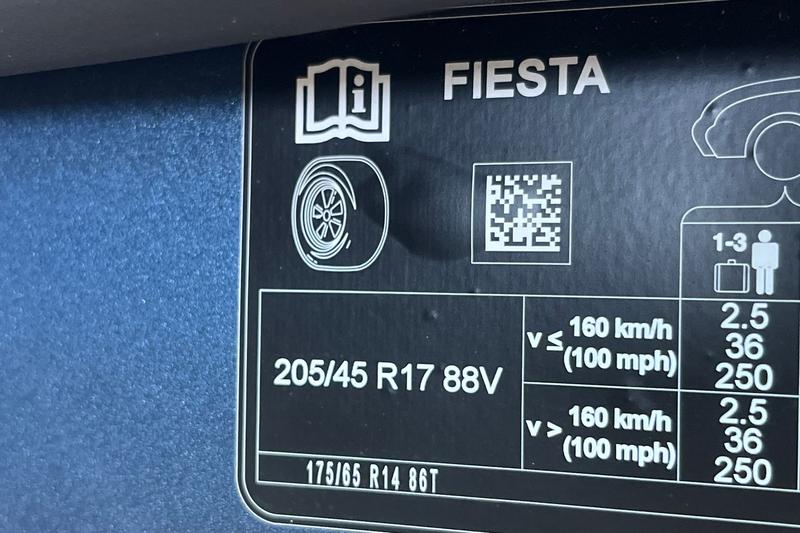 FIESTA
1-3
205/45 R17 88V
v ≤ 160 km/h
(100 mph)
2.5
36
250
v > 160 km/h
(100 mph)
2.5
36
250
175/65 R14 86T